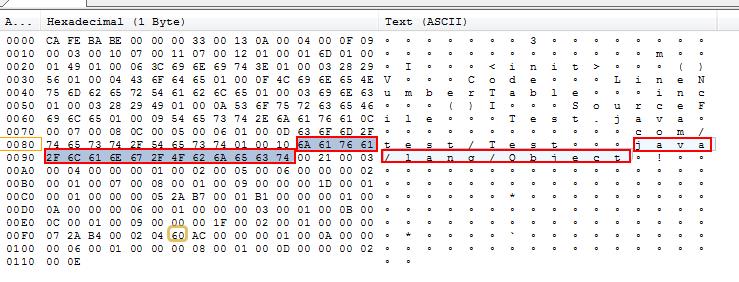 A... Hexadecimal (1 Byte) Text (ASCII)
0000 CA FE BA BE 00 00 00 33 00 13 0A 00 04 00 0F 09 ° ° ° ° ° ° ° 3 ° ° ° ° ° ° ° °
0010 00 03 00 10 07 00 11 07 00 12 01 00 01 6D 01 00 ° ° ° ° ° ° ° ° ° ° ° ° ° m ° °
0020 01 49 01 00 06 3C 69 6E 69 74 3E 01 00 03 28 29 ° I ° ° ° < i n i t > ° ° ° ( )
0030 56 01 00 04 43 6F 64 65 01 00 0F 4C 69 6E 65 4E V ° ° ° C o d e ° ° ° L i n e N
0040 75 6D 62 65 72 54 61 62 6C 65 01 00 03 69 6E 63 u m b e r T a b l e ° ° ° i n c
0050 01 00 03 28 29 49 01 00 0A 53 6F 75 72 63 65 46 ° ° ° ( ) I ° ° ° S o u r c e F
0060 69 6C 65 01 00 09 54 65 73 74 2E 6A 61 76 61 0C i l e ° ° ° T e s t . j a v a °
0070 00 07 00 08 0C 00 05 00 06 01 00 0D 63 6F 6D 2F ° ° ° ° ° ° ° ° ° ° ° ° c o m /
0080 74 65 73 74 2F 54 65 73 74 01 00 10 6A 61 76 61 t e s t / T e s t ° ° ° j a v a
0090 2F 6C 61 6E 67 2F 4F 62 6A 65 63 74 00 21 00 03 / l a n g / O b j e c t ° ! ° °
00A0 00 04 00 00 00 01 00 02 00 05 00 06 00 00 00 02 ° ° ° ° ° ° ° ° ° ° ° ° ° ° ° °
00B0 00 01 00 07 00 08 00 01 00 09 00 00 00 1D 00 01 ° ° ° ° ° ° ° ° ° ° ° ° ° ° ° °
00C0 00 01 00 00 00 05 2A B7 00 01 B1 00 00 00 01 00 ° ° ° ° ° ° * ° ° ° ° ° ° ° ° °
00D0 0A 00 00 00 06 00 01 00 00 00 03 00 01 00 0B 00 ° ° ° ° ° ° ° ° ° ° ° ° ° ° ° °
00E0 0C 00 01 00 09 00 00 00 1F 00 02 00 01 00 00 00 ° ° ° ° ° ° ° ° ° ° ° ° ° ° ° °
00F0 07 2A B4 00 02 04 60 AC 00 00 00 01 00 0A 00 00 ° * ° ° ° ° ` ° ° ° ° ° ° ° ° °
0100 00 06 00 01 00 00 00 08 00 01 00 0D 00 00 00 02 ° ° ° ° ° ° ° ° ° ° ° ° ° ° ° °
0110 00 0E ° °